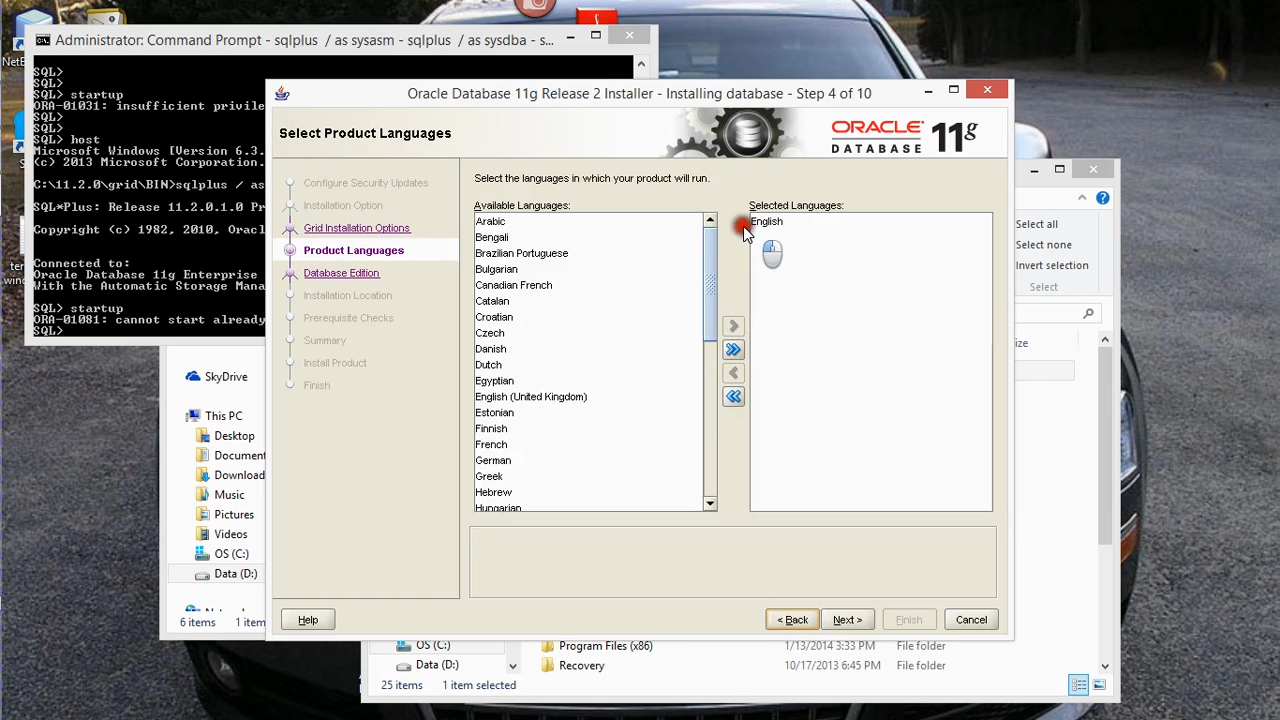 NetB
Administrator: Command Prompt - sqlplus / as sysasm - sqlplus / as sysdba - s...
SQL>
SQL>
SQL> startup
ORA-01031: insufficient privile
SQL>
SQL>
SQL> host
Microsoft Windows [Version 6.3.
(c) 2013 Microsoft Corporation.
C:\11.2.0\grid\BIN>sqlplus / as
SQL*Plus: Release 11.2.0.1.0 Pr
Copyright (c) 1982, 2010, Orac
Connected to:
Oracle Database 11g Enterprise
With the Automatic Storage Mana
SQL> startup
ORA-01081: cannot start already
SQL>
Oracle Database 11g Release 2 Installer - Installing database - Step 4 of 10
Select Product Languages
ORACLE
DATABASE
11g
Configure Security Updates
Installation Option
Grid Installation Options
Product Languages
Database Edition
Installation Location
Prerequisite Checks
Summary
Install Product
Finish
Select the languages in which your product will run.
Available Languages:
Arabic
Bengali
Brazilian Portuguese
Bulgarian
Canadian French
Catalan
Croatian
Czech
Danish
Dutch
Egyptian
English (United Kingdom)
Estonian
Finnish
French
German
Greek
Hebrew
Hungarian
Selected Languages:
English
Help
< Back
Next >
Finish
Cancel
Select all
Select none
Invert selection
Select
ize
SkyDrive
This PC
Desktop
Document
Download
Music
Pictures
Videos
OS (C:)
Data (D:)
6 items
1 item
OS (C:)
Data (D:)
Program Files (x86)
1/13/2014 3:33 PM
File folder
Recovery
10/17/2013 6:45 PM
File folder
25 items
1 item selected